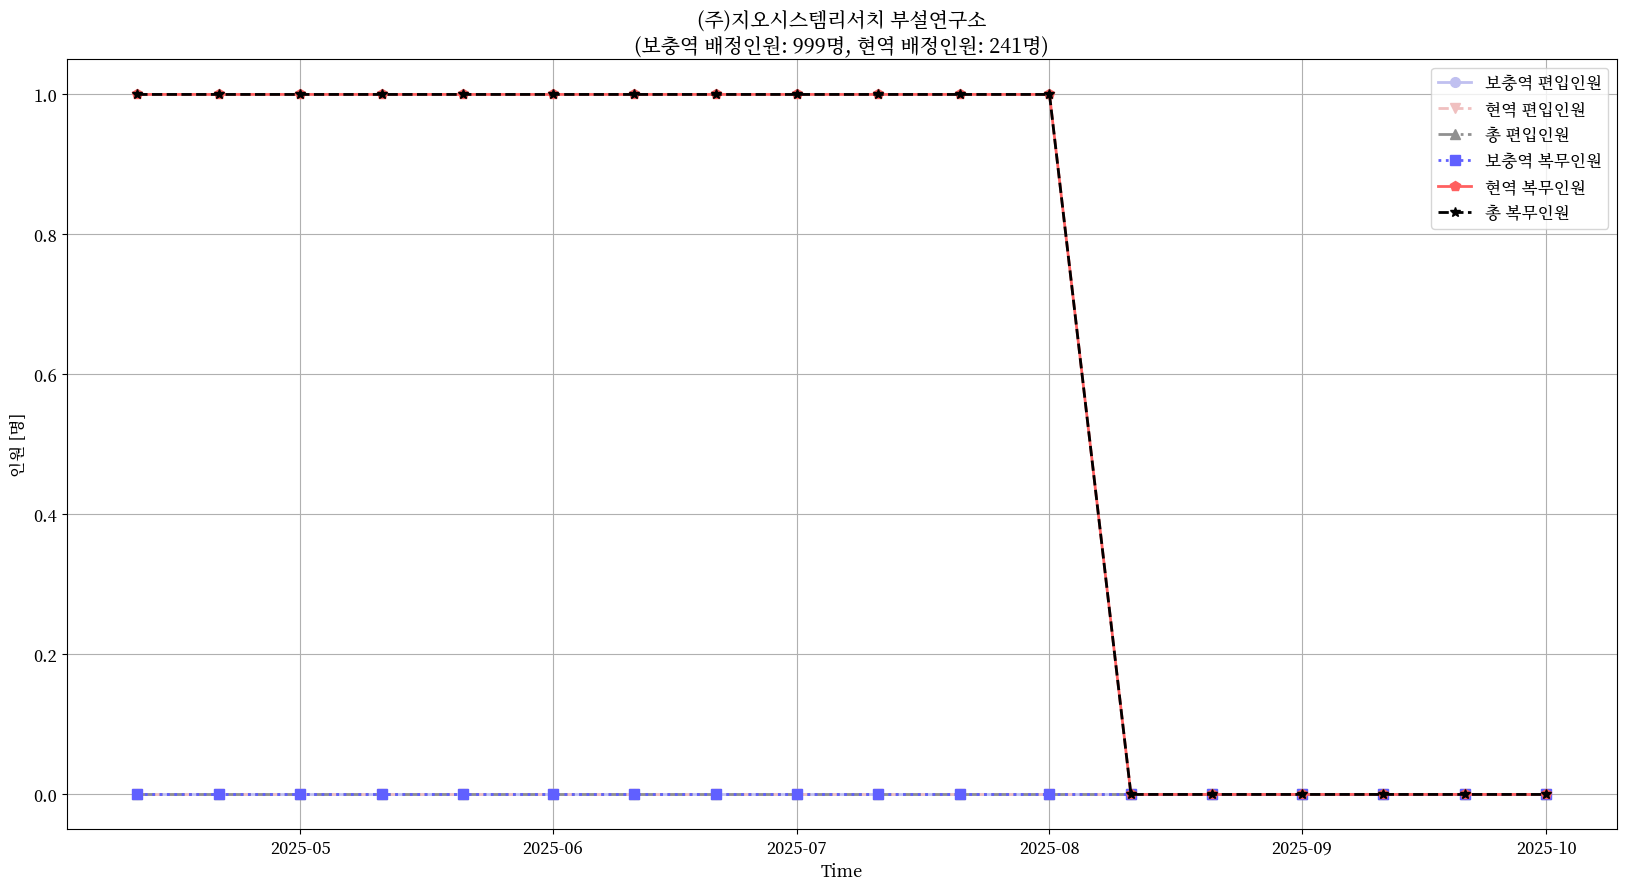 (주)지오시스템리서치 부설연구소
(보충역 배정인원: 999명, 현역 배정인원: 241명)
보충역 편입인원
현역 편입인원
총 편입인원
보충역 복무인원
현역 복무인원
총 복무인원
인원 [명]
1.0
0.8
0.6
0.4
0.2
0.0
2025-05
2025-06
2025-07
2025-08
2025-09
2025-10
Time